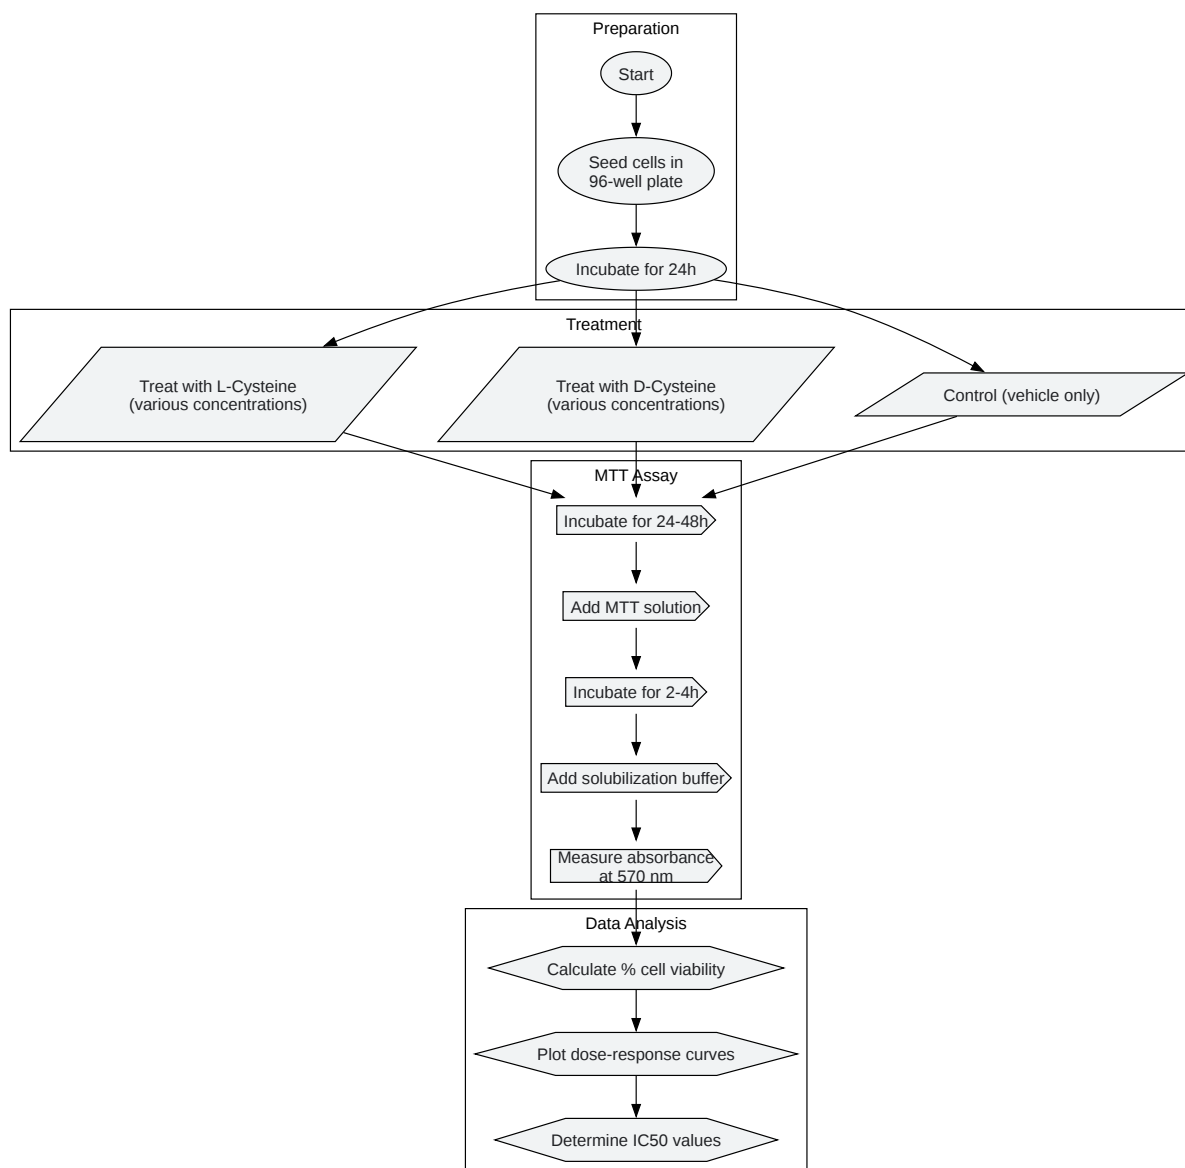 Preparation
Start
Seed cells in
96-well plate
Incubate for 24h
Treatment
Treat with L-Cysteine
(various concentrations)
Treat with D-Cysteine
(various concentrations)
Control (vehicle only)
MTT Assay
Incubate for 24-48h
Add MTT solution
Incubate for 2-4h
Add solubilization buffer
Measure absorbance
at 570 nm
Data Analysis
Calculate % cell viability
Plot dose-response curves
Determine IC50 values